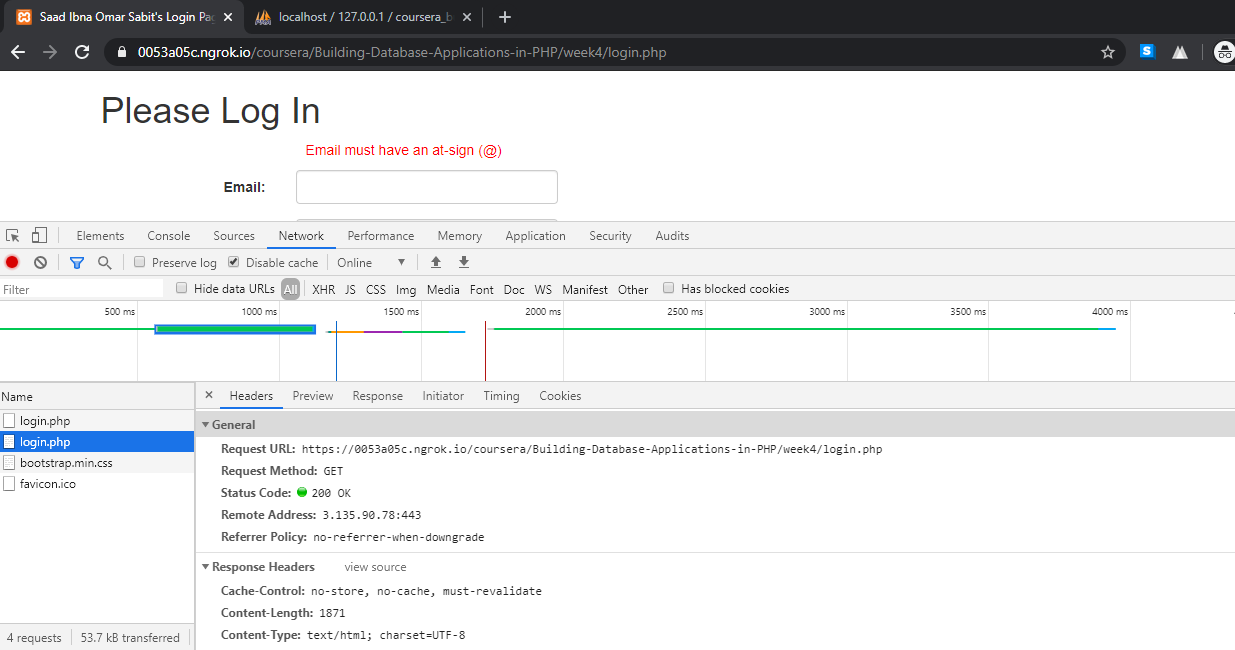 Saad Ibna Omar Sabit's Login Pa
localhost / 127.0.0.1 / coursera_b
0053a05c.ngrok.io/coursera/Building-Database-Applications-in-PHP/week4/login.php
Please Log In
Email must have an at-sign (@)
Email:
Elements Console Sources Network Performance Memory Application Security Audits
Preserve log Disable cache Online
Filter Hide data URLs All XHR JS CSS Img Media Font Doc WS Manifest Other Has blocked cookies
500 ms 1000 ms 1500 ms 2000 ms 2500 ms 3000 ms 3500 ms 4000 ms
Name
login.php
login.php
bootstrap.min.css
favicon.ico
4 requests 53.7 kB transferred
Headers Preview Response Initiator Timing Cookies
General
Request URL: https://0053a05c.ngrok.io/coursera/Building-Database-Applications-in-PHP/week4/login.php
Request Method: GET
Status Code: 200 OK
Remote Address: 3.135.90.78:443
Referrer Policy: no-referrer-when-downgrade
Response Headers view source
Cache-Control: no-store, no-cache, must-revalidate
Content-Length: 1871
Content-Type: text/html; charset=UTF-8